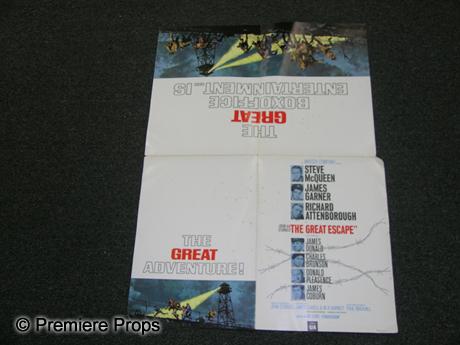 THE
GREAT
BOXOFFICE
ENTERTAINMENT...IS
THE
GREAT
ADVENTURE!
STEVE
McQUEEN
JAMES
GARNER
RICHARD
ATTENBOROUGH
"THE GREAT ESCAPE"
JAMES
DONALD
CHARLES
BRONSON
DONALD
PLEASENCE
JAMES
COBURN
© Premiere Props